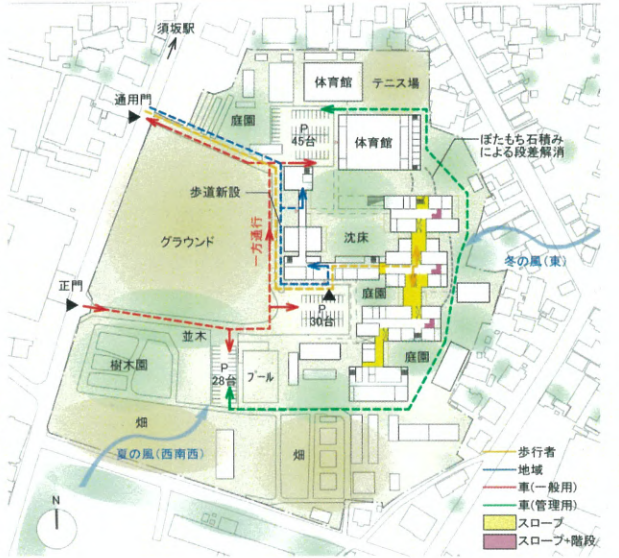 須坂駅
通用門
庭園
体育館
テニス場
P
45台
体育館
ぼたもち石積み
による段差解消
歩道新設
グラウンド
一方通行
沈床
冬の風(東)
正門
庭園
P
30台
並木
樹木園
P
28台
プール
庭園
畑
夏の風(西南西)
畑
N
歩行者
地域
車(一般用)
車(管理用)
スロープ
スロープ+階段